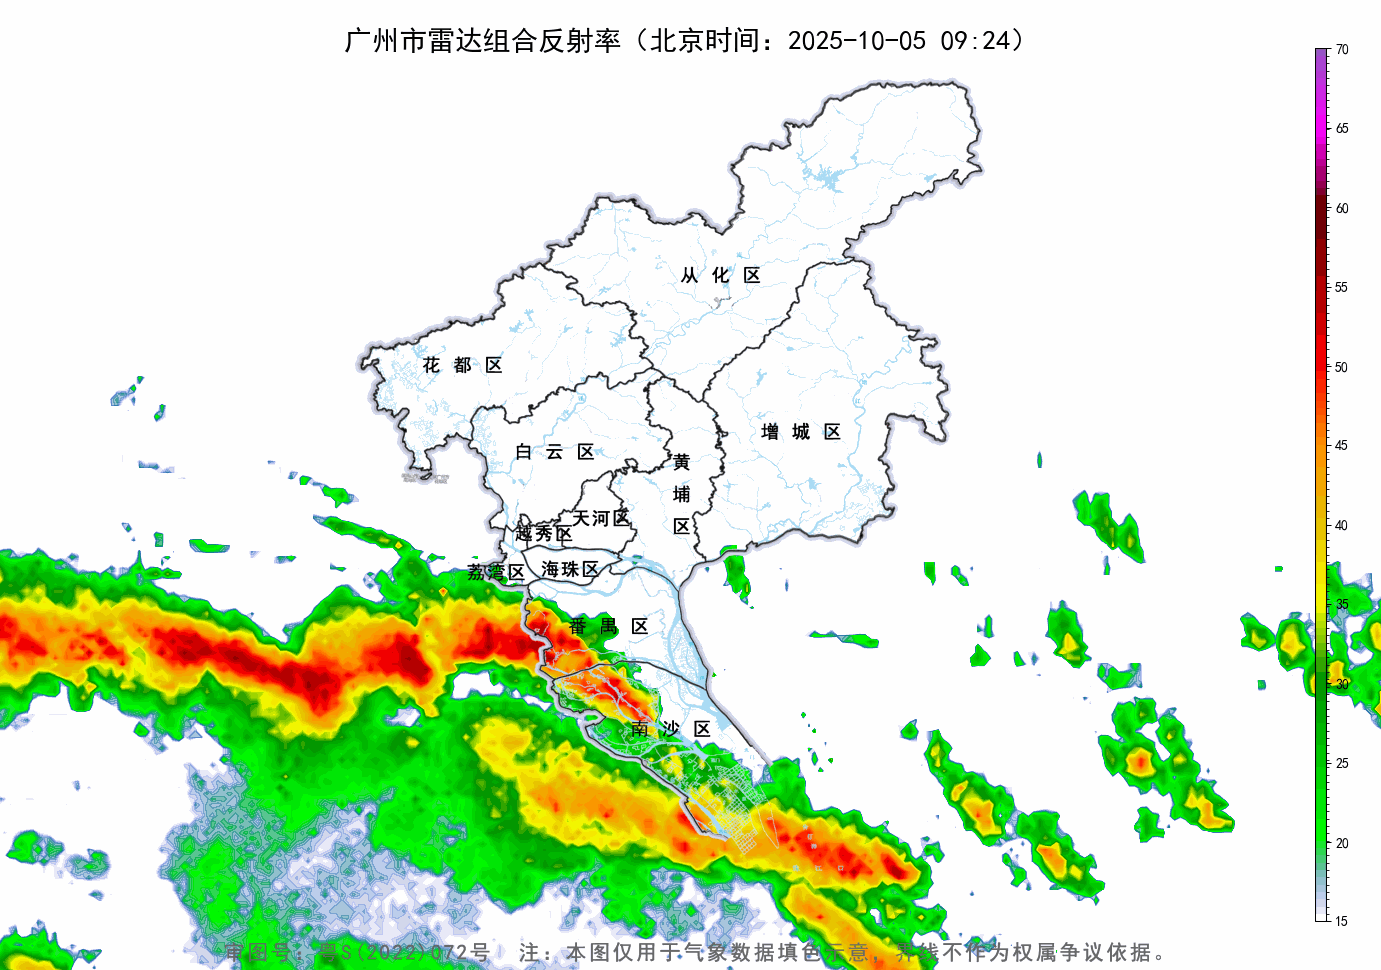 广州市雷达组合反射率（北京时间：2025-10-05 09:24）
70
65
60
55
50
45
40
35
30
25
20
15
从化区
花都区
增城区
白云区
黄埔区
天河区
越秀区
海珠区
荔湾区
番禺区
南沙区
审图号：粤S(2022)072号 注：本图仅用于气象数据填色示意，界线不作为权属争议依据。